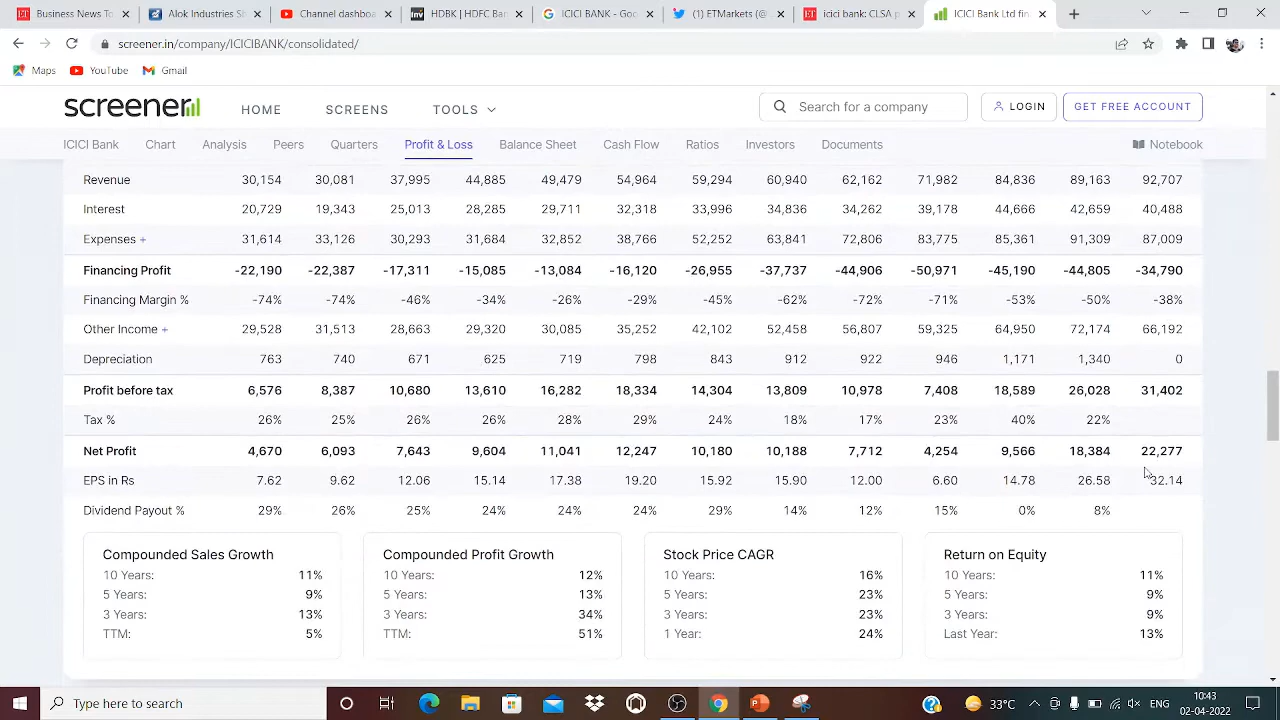 Business News To
Alok Industries St
Channel dashboa
HDBK | HDFC Ban
ICICI BANK - Goo
(1) ETMarkets (@
icici bank: CLSA p
ICICI Bank Ltd fin
screener.in/company/ICICIBANK/consolidated/
Maps YouTube Gmail
screener HOME SCREENS TOOLS Search for a company LOGIN GET FREE ACCOUNT
ICICI Bank Chart Analysis Peers Quarters Profit & Loss Balance Sheet Cash Flow Ratios Investors Documents Notebook
Revenue 30,154 30,081 37,995 44,885 49,479 54,964 59,294 60,940 62,162 71,982 84,836 89,163 92,707
Interest 20,729 19,343 25,013 28,285 29,711 32,318 33,996 34,836 34,262 39,178 44,666 42,659 40,488
Expenses + 31,614 33,126 30,293 31,684 32,852 38,766 52,252 63,841 72,806 83,775 85,361 91,309 87,009
Financing Profit -22,190 -22,387 -17,311 -15,085 -13,084 -16,120 -26,955 -37,737 -44,906 -50,971 -45,190 -44,805 -34,790
Financing Margin % -74% -74% -46% -34% -26% -29% -45% -62% -72% -71% -53% -50% -38%
Other Income + 29,528 31,513 28,663 29,320 30,085 35,252 42,102 52,458 56,807 59,325 64,950 72,174 66,192
Depreciation 763 740 671 625 719 798 843 912 922 946 1,171 1,340 0
Profit before tax 6,576 8,387 10,680 13,610 16,282 18,334 14,304 13,809 10,978 7,408 18,589 26,028 31,402
Tax % 26% 25% 26% 26% 28% 29% 24% 18% 17% 23% 40% 22%
Net Profit 4,670 6,093 7,643 9,604 11,041 12,247 10,180 10,188 7,712 4,254 9,566 18,384 22,277
EPS in Rs 7.62 9.62 12.06 15.14 17.38 19.20 15.92 15.90 12.00 6.60 14.78 26.58 32.14
Dividend Payout % 29% 26% 25% 24% 24% 24% 29% 14% 12% 15% 0% 8%
Compounded Sales Growth
10 Years: 11%
5 Years: 9%
3 Years: 13%
TTM: 5%
Compounded Profit Growth
10 Years: 12%
5 Years: 13%
3 Years: 34%
TTM: 51%
Stock Price CAGR
10 Years: 16%
5 Years: 23%
3 Years: 23%
1 Year: 24%
Return on Equity
10 Years: 11%
5 Years: 9%
3 Years: 9%
Last Year: 13%
Type here to search
33°C
ENG
10:43
02-04-2022